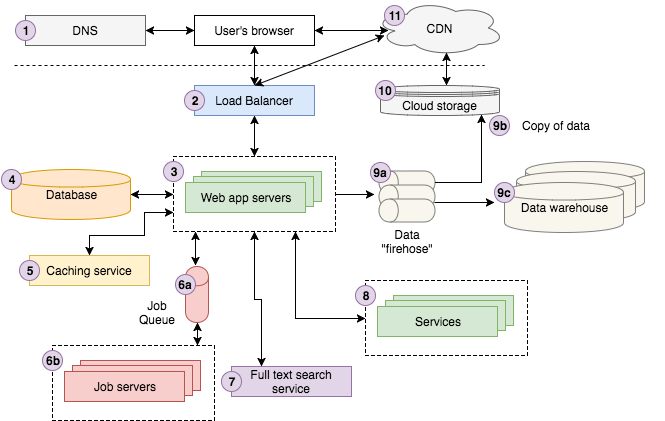 1
DNS
User's browser
11
CDN
2
Load Balancer
10
Cloud storage
9b
Copy of data
3
Web app servers
4
Database
9a
Data
"firehose"
9c
Data warehouse
5
Caching service
6a
Job
Queue
8
Services
6b
Job servers
7
Full text search
service